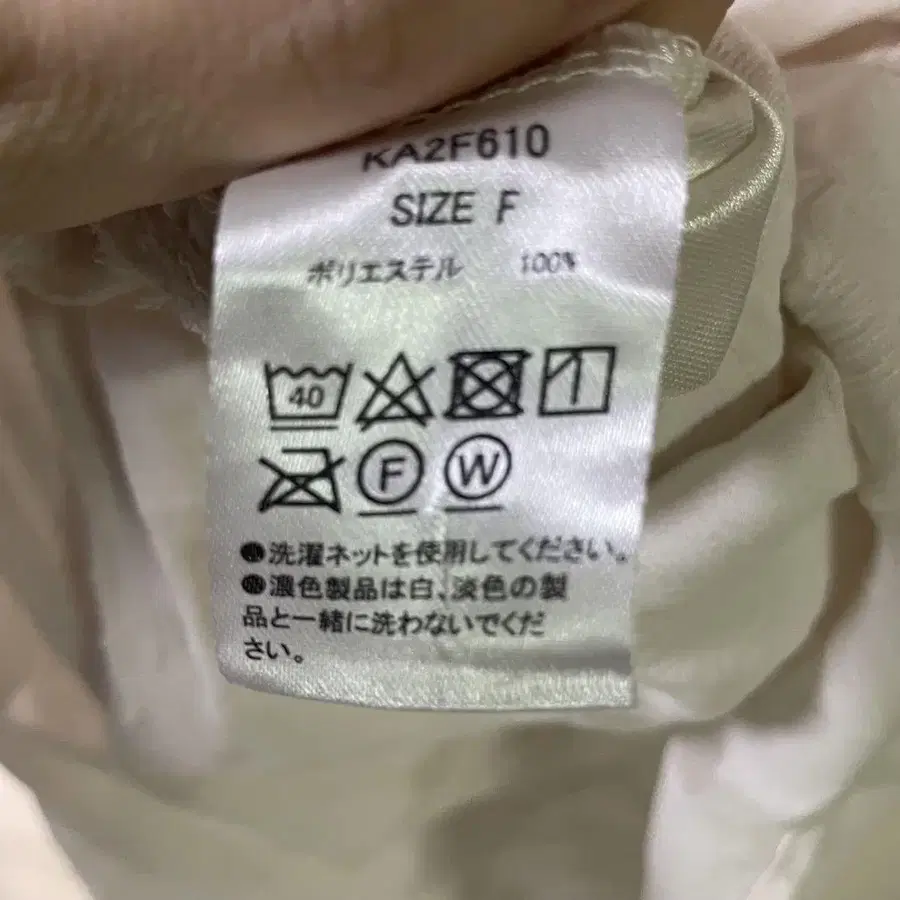 KA2F610
SIZE F
ポリエステル 100%
40
F W
●洗濯ネットを使用してください。
●濃色製品は白、淡色の製
品と一緒に洗わないでくだ
さい。